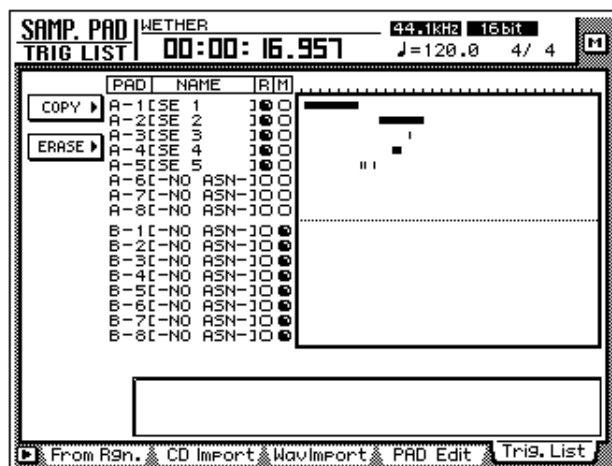 SAMP. PAD
TRIG LIST
WETHER
00:00: 16.957
44.1kHz 16bit
♩=120.0 4/ 4
M
PAD NAME R M
COPY
ERASE
A-1[SE 1 ]
A-2[SE 2 ]
A-3[SE 3 ]
A-4[SE 4 ]
A-5[SE 5 ]
A-6[-NO ASN-]
A-7[-NO ASN-]
A-8[-NO ASN-]
B-1[-NO ASN-]
B-2[-NO ASN-]
B-3[-NO ASN-]
B-4[-NO ASN-]
B-5[-NO ASN-]
B-6[-NO ASN-]
B-7[-NO ASN-]
B-8[-NO ASN-]
From Rgn. CD Import WavImport PAD Edit Trig. List